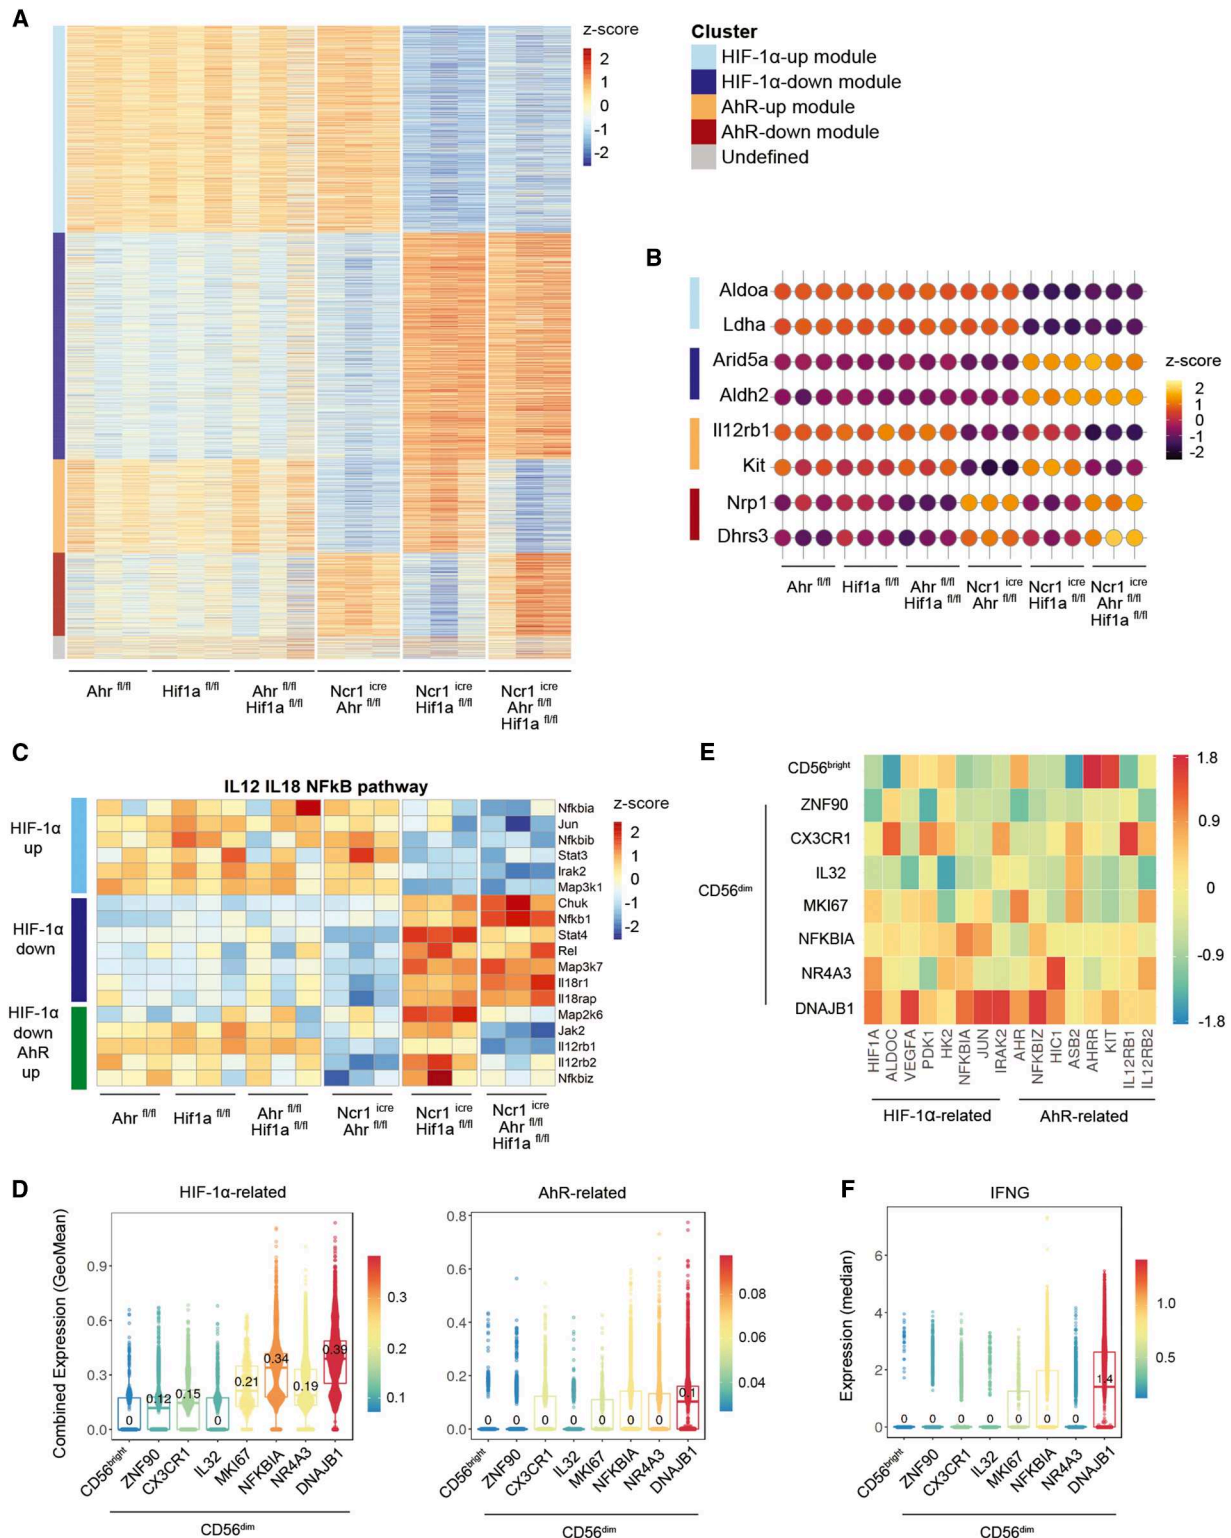 A
z-score
2
1
0
-1
-2
Ahr fl/fl
Hif1a fl/fl
Ahr fl/fl
Hif1a fl/fl
Ncr1 icre
Ahr fl/fl
Ncr1 icre
Hif1a fl/fl
Ncr1 icre
Ahr fl/fl
Hif1a fl/fl
Cluster
HIF-1α-up module
HIF-1α-down module
AhR-up module
AhR-down module
Undefined
B
Aldoa
Ldha
Arid5a
Aldh2
Il12rb1
Kit
Nrp1
Dhrs3
z-score
2
1
0
-1
-2
Ahr fl/fl
Hif1a fl/fl
Ahr fl/fl
Hif1a fl/fl
Ncr1 icre
Ahr fl/fl
Ncr1 icre
Hif1a fl/fl
Ncr1 icre
Ahr fl/fl
Hif1a fl/fl
C
IL12 IL18 NFkB pathway
HIF-1α
up
HIF-1α
down
HIF-1α
down
AhR
up
Nfkbia
Jun
Nfkbib
Stat3
Irak2
Map3k1
Chuk
Nfkb1
Stat4
Rel
Map3k7
Il18r1
Il18rap
Map2k6
Jak2
Il12rb1
Il12rb2
Nfkbiz
z-score
2
1
0
-1
-2
Ahr fl/fl
Hif1a fl/fl
Ahr fl/fl
Hif1a fl/fl
Ncr1 icre
Ahr fl/fl
Ncr1 icre
Hif1a fl/fl
Ncr1 icre
Ahr fl/fl
Hif1a fl/fl
E
CD56bright
ZNF90
CX3CR1
IL32
MKI67
NFKBIA
NR4A3
DNAJB1
CD56dim
1.8
0.9
0
-0.9
-1.8
HIF1A
ALDOC
VEGFA
PDK1
HK2
NFKBIA
JUN
IRAK2
AHR
NFKBIZ
HIC1
ASB2
AHRR
KIT
IL12RB1
IL12RB2
HIF-1α-related
AhR-related
D
HIF-1α-related
Combined Expression (GeoMean)
0.9
0.6
0.3
0.0
0
0.12
0.15
0
0.21
0.34
0.19
0.39
0.3
0.2
0.1
CD56bright
ZNF90
CX3CR1
IL32
MKI67
NFKBIA
NR4A3
DNAJB1
CD56dim
AhR-related
0.8
0.6
0.4
0.2
0.0
0
0
0
0
0
0
0
0.1
0.08
0.06
0.04
CD56bright
ZNF90
CX3CR1
IL32
MKI67
NFKBIA
NR4A3
DNAJB1
CD56dim
F
IFNG
Expression (median)
6
4
2
0
0
0
0
0
0
0
0
1.4
1.0
0.5
CD56bright
ZNF90
CX3CR1
IL32
MKI67
NFKBIA
NR4A3
DNAJB1
CD56dim